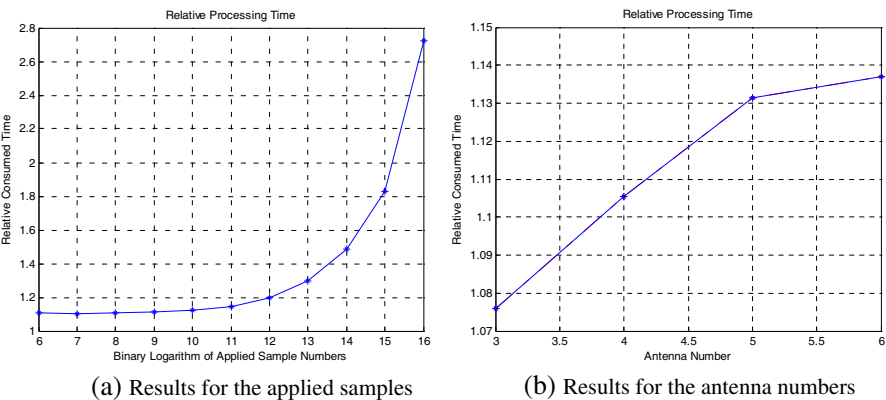 Relative Processing Time
2.8
2.6
2.4
2.2
2
1.8
1.6
1.4
1.2
1
Relative Consumed Time
6 7 8 9 10 11 12 13 14 15 16
Binary Logarithm of Applied Sample Numbers
(a) Results for the applied samples
Relative Processing Time
1.15
1.14
1.13
1.12
1.11
1.1
1.09
1.08
1.07
Relative Consumed Time
3 3.5 4 4.5 5 5.5 6
Antenna Number
(b) Results for the antenna numbers